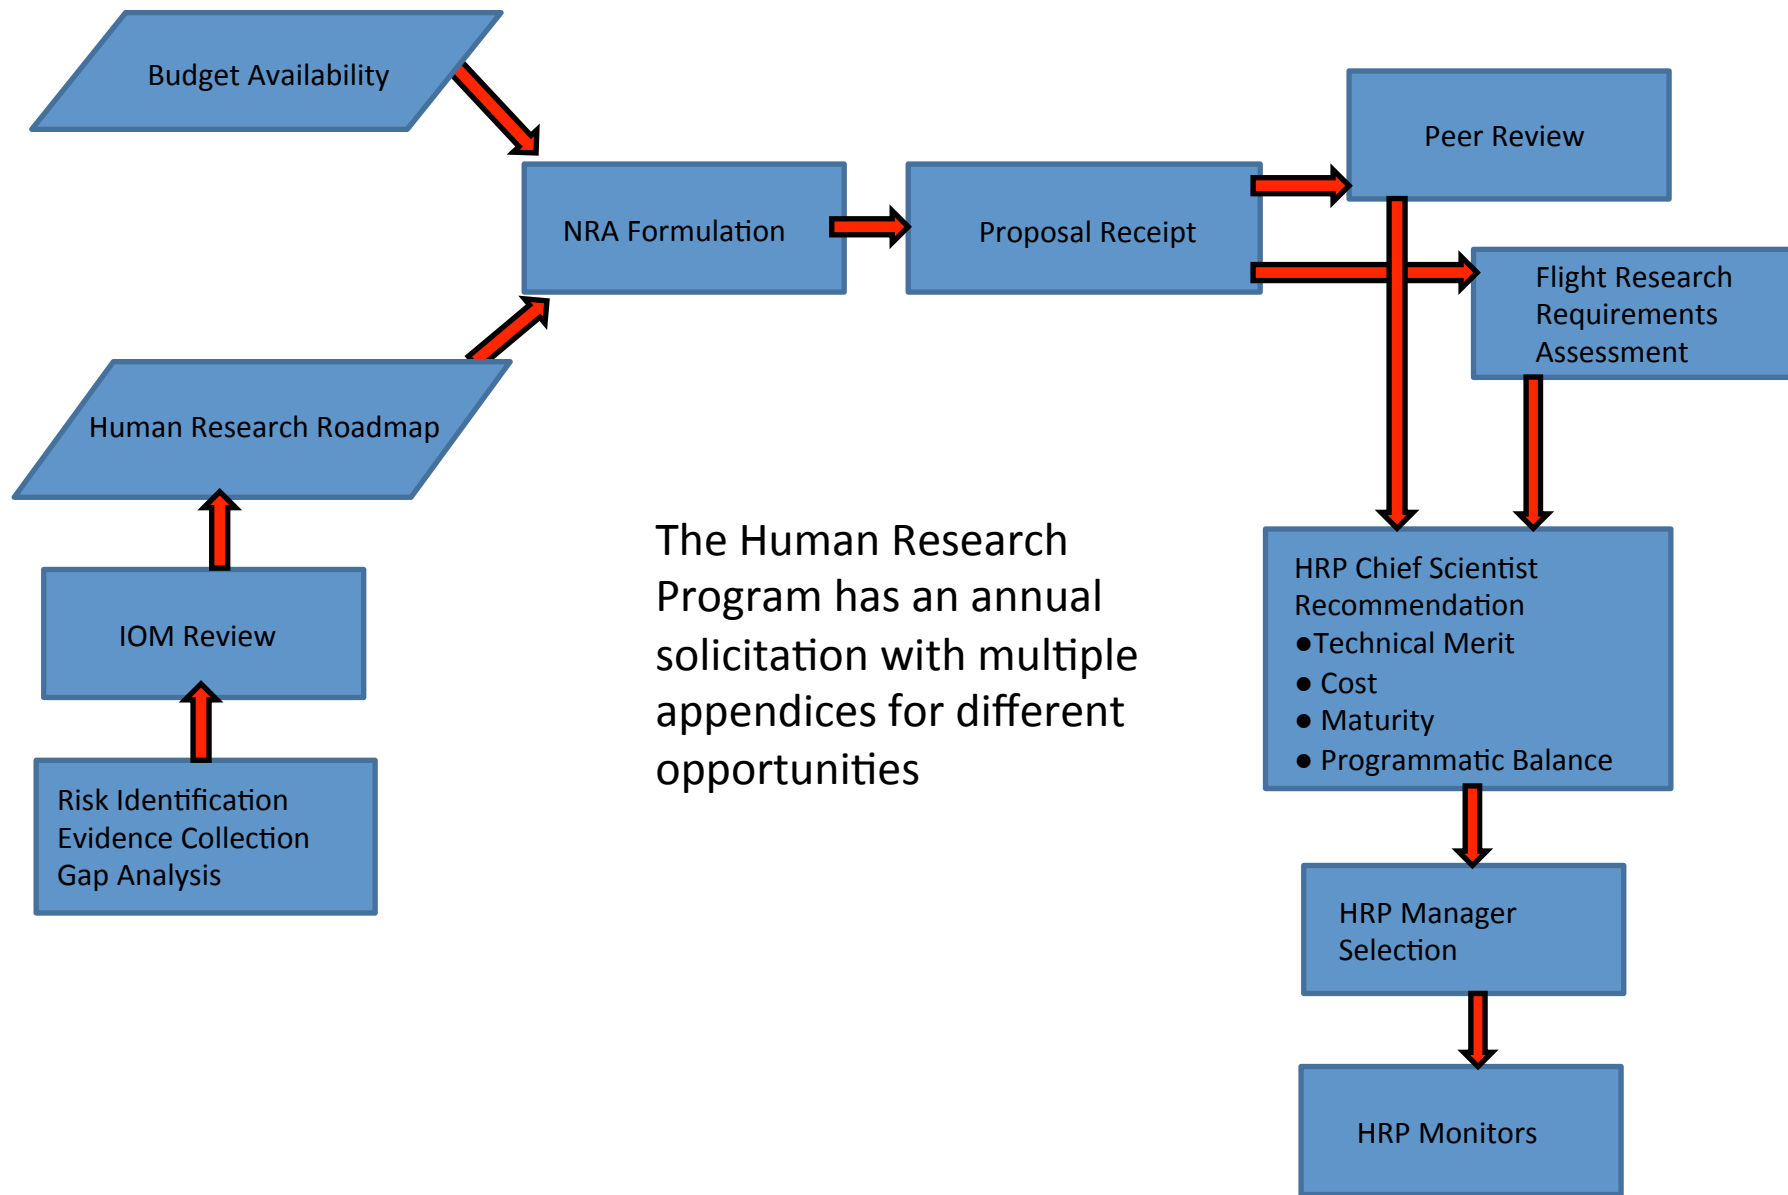 Budget Availability
Peer Review
NRA Formulation
Proposal Receipt
Flight Research
Requirements
Assessment
Human Research Roadmap
IOM Review
Risk Identification
Evidence Collection
Gap Analysis
The Human Research
Program has an annual
solicitation with multiple
appendices for different
opportunities
HRP Chief Scientist
Recommendation
●Technical Merit
● Cost
● Maturity
● Programmatic Balance
HRP Manager
Selection
HRP Monitors